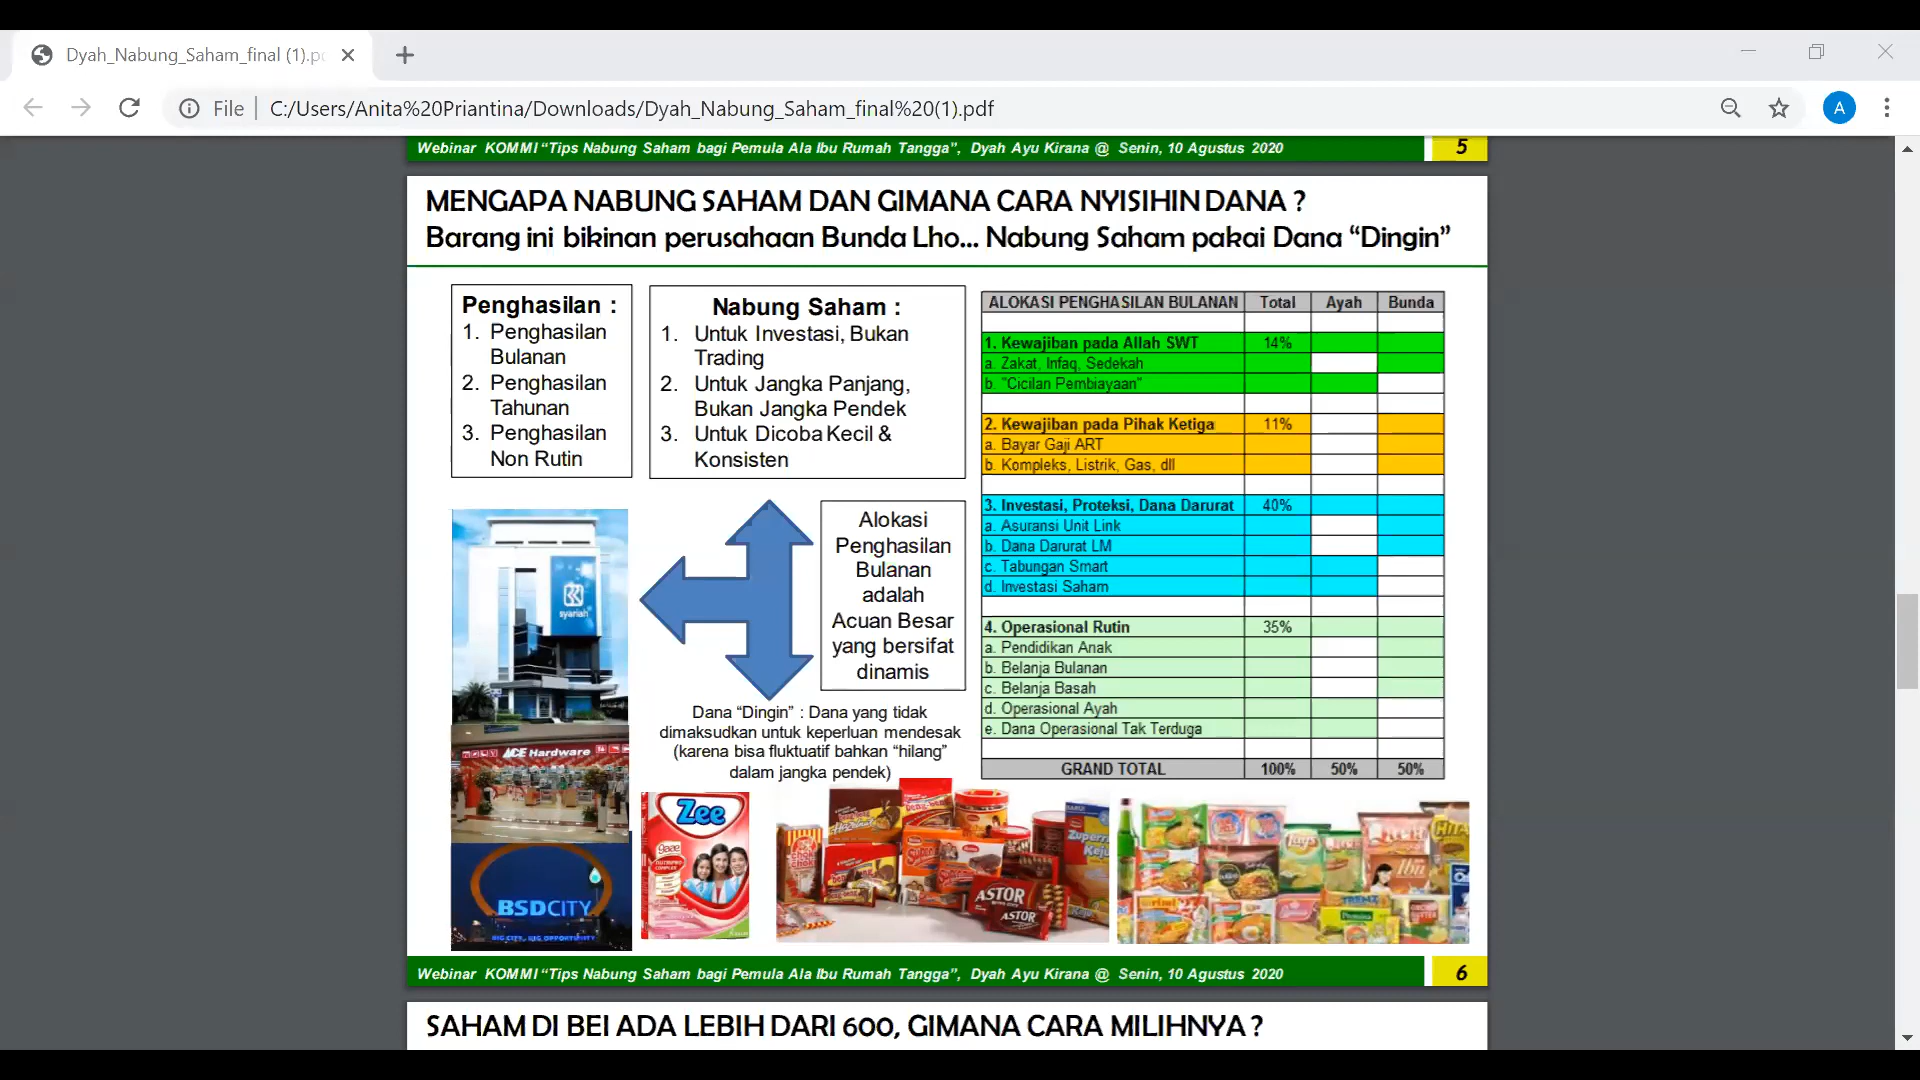 Dyah_Nabung_Saham_final (1).p
File
C:/Users/Anita%20Priantina/Downloads/Dyah_Nabung_Saham_final%20(1).pdf
A
Webinar KOMMI “Tips Nabung Saham bagi Pemula Ala Ibu Rumah Tangga”, Dyah Ayu Kirana @ Senin, 10 Agustus 2020
5
MENGAPA NABUNG SAHAM DAN GIMANA CARA NYISIHIN DANA ?
Barang ini bikinan perusahaan Bunda Lho... Nabung Saham pakai Dana “Dingin”
Penghasilan :
1. Penghasilan
Bulanan
2. Penghasilan
Tahunan
3. Penghasilan
Non Rutin
Nabung Saham :
1. Untuk Investasi, Bukan
Trading
2. Untuk Jangka Panjang,
Bukan Jangka Pendek
3. Untuk Dicoba Kecil &
Konsisten
Alokasi
Penghasilan
Bulanan
adalah
Acuan Besar
yang bersifat
dinamis
Dana “Dingin” : Dana yang tidak
dimaksudkan untuk keperluan mendesak
(karena bisa fluktuatif bahkan “hilang”
dalam jangka pendek)
ALOKASI PENGHASILAN BULANAN Total Ayah Bunda
1. Kewajiban pada Allah SWT 14%
a. Zakat, Infaq, Sedekah
b. "Cicilan Pembiayaan"
2. Kewajiban pada Pihak Ketiga 11%
a. Bayar Gaji ART
b. Kompleks, Listrik, Gas, dll
3. Investasi, Proteksi, Dana Darurat 40%
a. Asuransi Unit Link
b. Dana Darurat LM
c. Tabungan Smart
d. Investasi Saham
4. Operasional Rutin 35%
a. Pendidikan Anak
b. Belanja Bulanan
c. Belanja Basah
d. Operasional Ayah
e. Dana Operasional Tak Terduga
GRAND TOTAL 100% 50% 50%
syariah
ACE Hardware
BSDCITY
BIG CITY, BIG OPPORTUNITY
Zee
ASTOR
ASTOR
Webinar KOMMI “Tips Nabung Saham bagi Pemula Ala Ibu Rumah Tangga”, Dyah Ayu Kirana @ Senin, 10 Agustus 2020
6
SAHAM DI BEI ADA LEBIH DARI 600, GIMANA CARA MILIHNYA ?